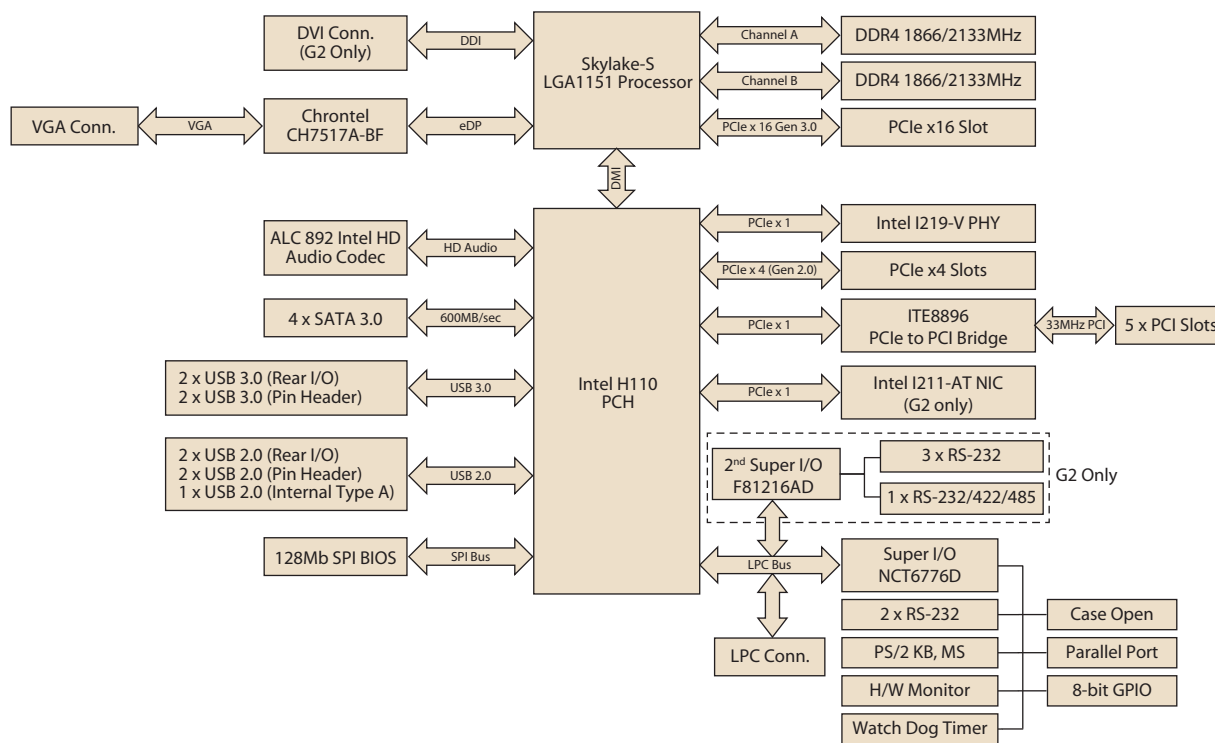 DVI Conn.
(G2 Only)
DDI
Skylake-S
LGA1151 Processor
Channel A
DDR4 1866/2133MHz
Channel B
DDR4 1866/2133MHz
VGA Conn.
VGA
Chrontel
CH7517A-BF
eDP
PCIe x 16 Gen 3.0
PCIe x16 Slot
DMI
ALC 892 Intel HD
Audio Codec
HD Audio
4 x SATA 3.0
600MB/sec
2 x USB 3.0 (Rear I/O)
2 x USB 3.0 (Pin Header)
USB 3.0
2 x USB 2.0 (Rear I/O)
2 x USB 2.0 (Pin Header)
1 x USB 2.0 (Internal Type A)
USB 2.0
128Mb SPI BIOS
SPI Bus
Intel H110
PCH
PCIe x 1
Intel I219-V PHY
PCIe x 4 (Gen 2.0)
PCIe x4 Slots
PCIe x 1
ITE8896
PCIe to PCI Bridge
33MHz PCI
5 x PCI Slots
PCIe x 1
Intel I211-AT NIC
(G2 only)
2nd Super I/O
F81216AD
3 x RS-232
1 x RS-232/422/485
G2 Only
LPC Bus
Super I/O
NCT6776D
LPC Conn.
2 x RS-232
Case Open
PS/2 KB, MS
Parallel Port
H/W Monitor
8-bit GPIO
Watch Dog Timer